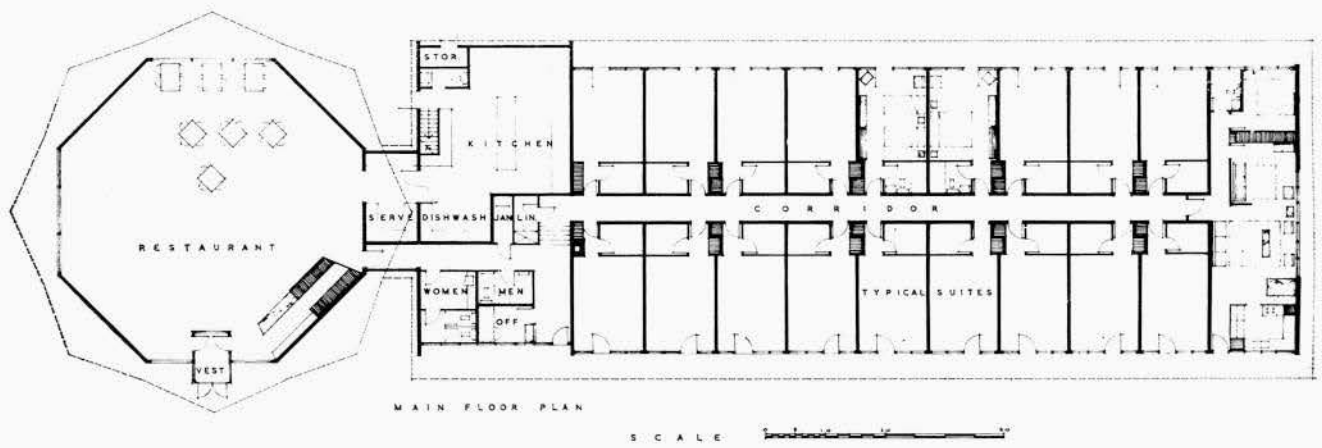 STOR.
KITCHEN
SERVE DISHWASH JAN. LIN.
CORRIDOR
RESTAURANT
WOMEN MEN
TYPICAL SUITES
OFF.
VEST.
MAIN FLOOR PLAN
SCALE